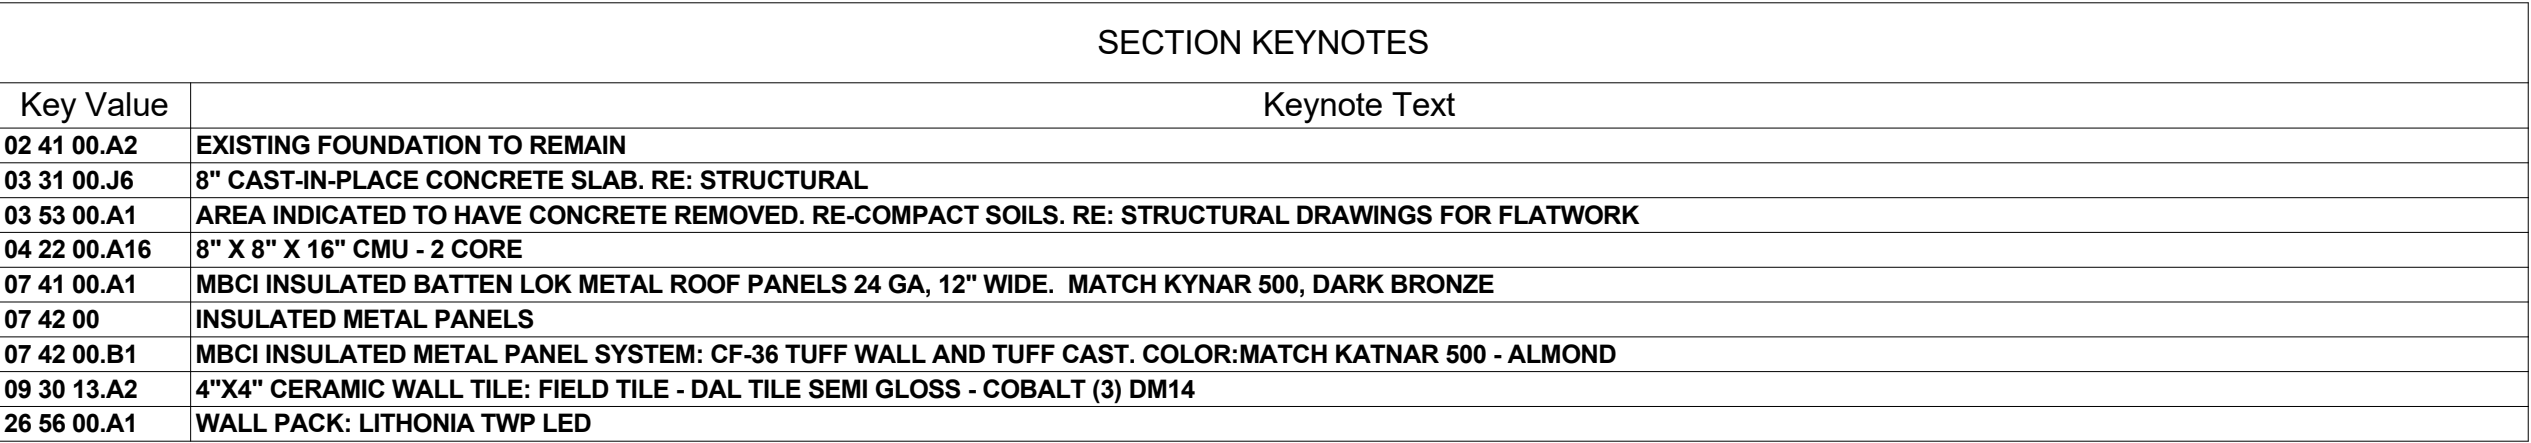 SECTION KEYNOTES
Key Value Keynote Text
02 41 00.A2 EXISTING FOUNDATION TO REMAIN
03 31 00.J6 8" CAST-IN-PLACE CONCRETE SLAB. RE: STRUCTURAL
03 53 00.A1 AREA INDICATED TO HAVE CONCRETE REMOVED. RE-COMPACT SOILS. RE: STRUCTURAL DRAWINGS FOR FLATWORK
04 22 00.A16 8" X 8" X 16" CMU - 2 CORE
07 41 00.A1 MBCI INSULATED BATTEN LOK METAL ROOF PANELS 24 GA, 12" WIDE.  MATCH KYNAR 500, DARK BRONZE
07 42 00 INSULATED METAL PANELS
07 42 00.B1 MBCI INSULATED METAL PANEL SYSTEM: CF-36 TUFF WALL AND TUFF CAST. COLOR:MATCH KATNAR 500 - ALMOND
09 30 13.A2 4"X4" CERAMIC WALL TILE: FIELD TILE - DAL TILE SEMI GLOSS - COBALT (3) DM14
26 56 00.A1 WALL PACK: LITHONIA TWP LED